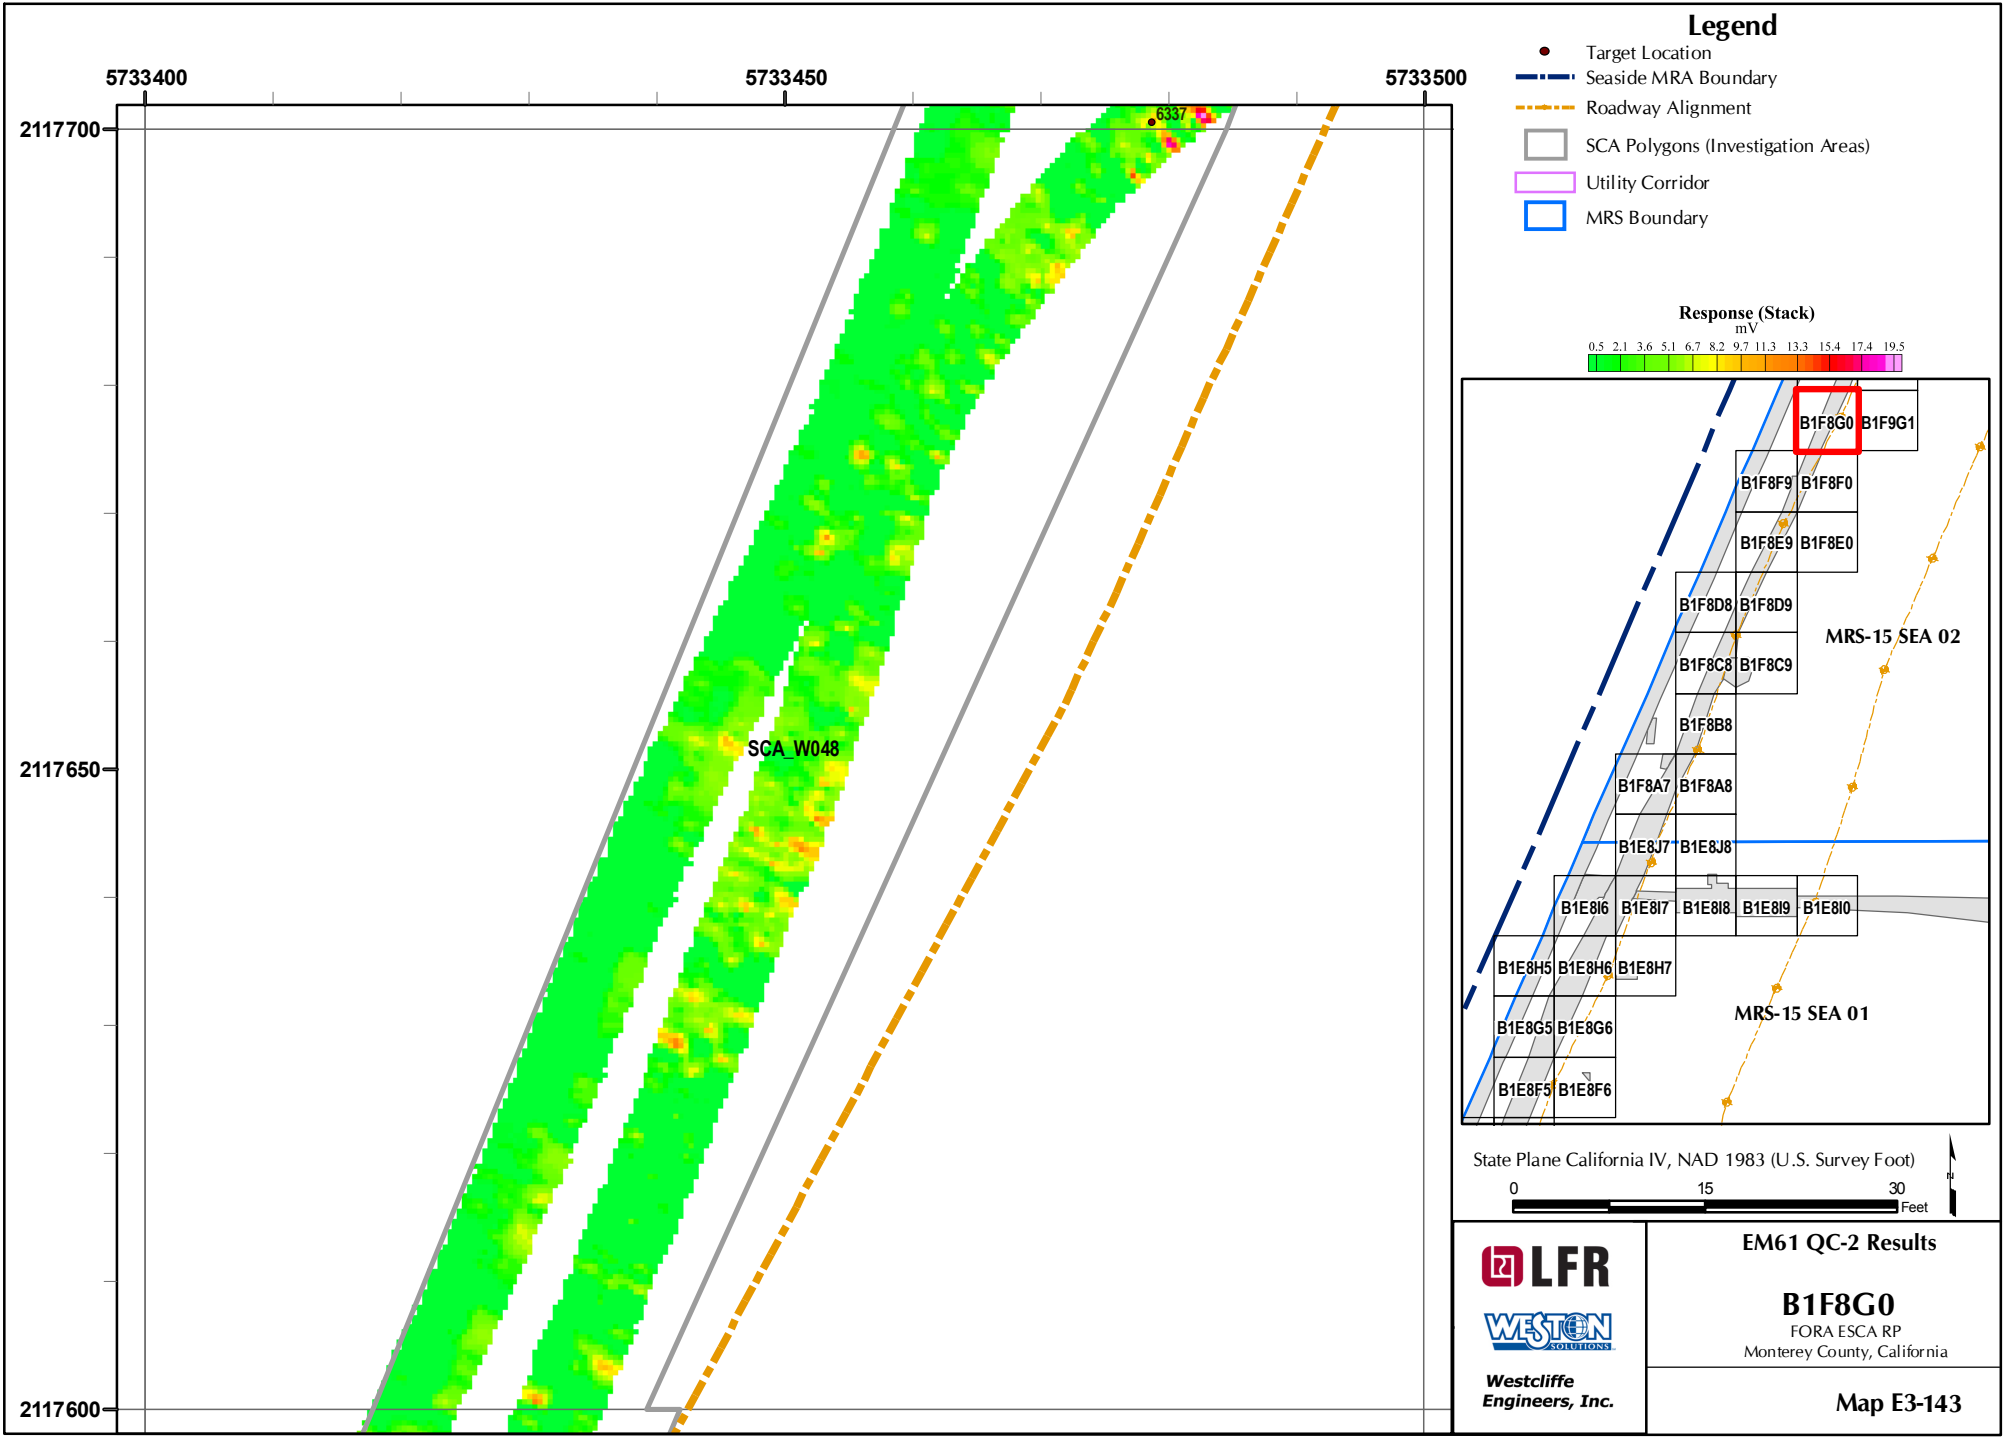 Legend
Target Location
Seaside MRA Boundary
Roadway Alignment
SCA Polygons (Investigation Areas)
Utility Corridor
MRS Boundary
5733400
5733450
5733500
2117700
2117650
2117600
6337
SCA_W048
Response (Stack)
mV
0.5 2.1 3.6 5.1 6.7 8.2 9.7 11.3 13.3 15.4 17.4 19.5
B1F8G0 B1F9G1
B1F8F9 B1F8F0
B1F8E9 B1F8E0
B1F8D8 B1F8D9
MRS-15 SEA 02
B1F8C8 B1F8C9
B1F8B8
B1F8A7 B1F8A8
B1E8J7 B1E8J8
B1E8I6 B1E8I7 B1E8I8 B1E8I9 B1E8I0
B1E8H5 B1E8H6 B1E8H7
MRS-15 SEA 01
B1E8G5 B1E8G6
B1E8F5 B1E8F6
State Plane California IV, NAD 1983 (U.S. Survey Foot)
0 15 30
Feet
N
LFR
WESTON
SOLUTIONS
Westcliffe
Engineers, Inc.
EM61 QC-2 Results
B1F8G0
FORA ESCA RP
Monterey County, California
Map E3-143